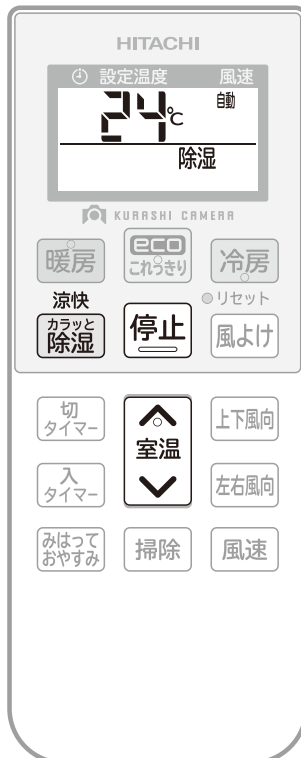 HITACHI
設定温度 風速
24℃ 自動
除湿
KURASHI CAMERA
暖房
eco
これっきり
冷房
涼快
カラッと
除湿
停止
リセット
風よけ
切
タイマー
室温
上下風向
入
タイマー
左右風向
みはって
おやすみ
掃除
風速